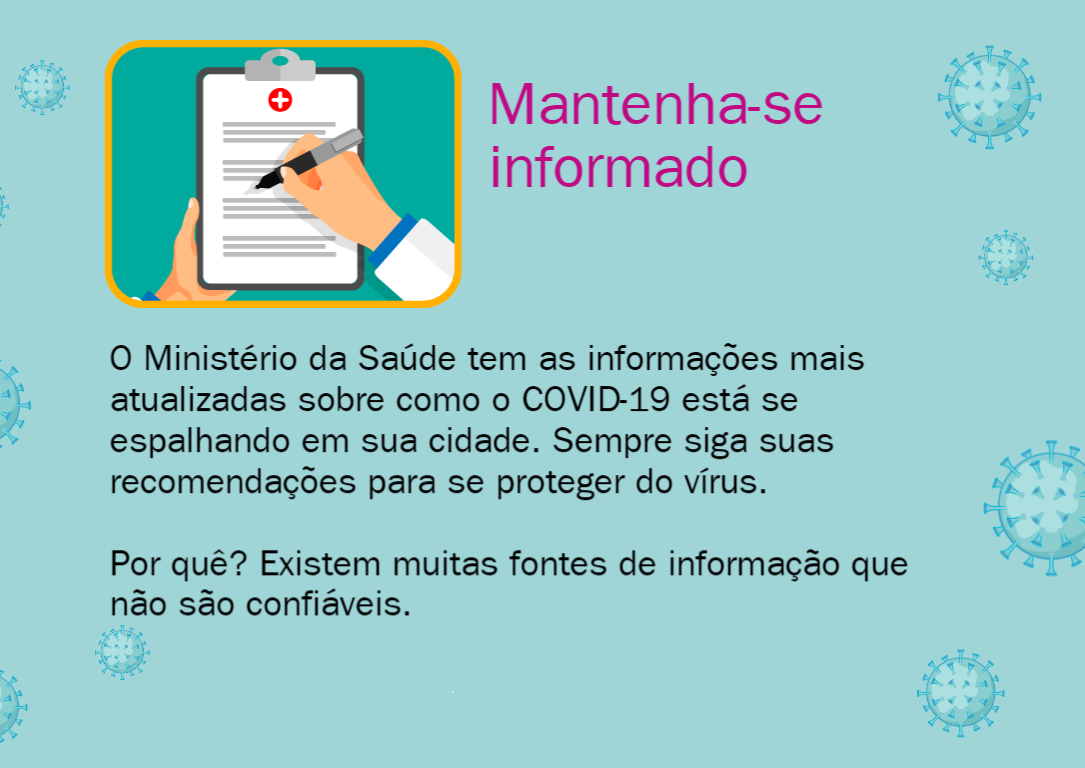 Mantenha-se
informado
O Ministério da Saúde tem as informações mais
atualizadas sobre como o COVID-19 está se
espalhando em sua cidade. Sempre siga suas
recomendações para se proteger do vírus.
Por quê? Existem muitas fontes de informação que
não são confiáveis.